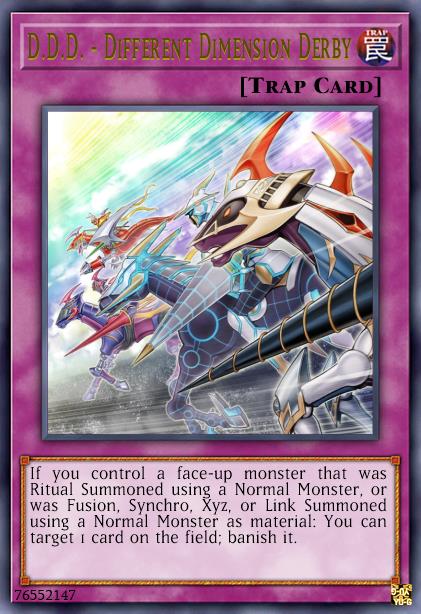 D.D.D. - Different Dimension Derby
TRAP
罠
[Trap Card]
If you control a face-up monster that was
Ritual Summoned using a Normal Monster, or
was Fusion, Synchro, Xyz, or Link Summoned
using a Normal Monster as material: You can
target 1 card on the field; banish it.
76552147